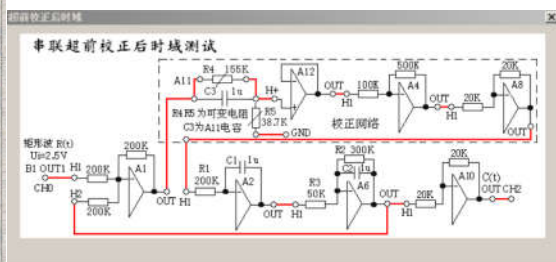 超前校正后时域
串联超前校正后时域测试
R4 155K
A11
C3 1u
H+
A12
OUT
H1
100K
500K
A4
OUT
H1
20K
20K
A8
OUT
R4R5为可变电阻
C3为A11电容
R5
38.7K
GND
校正网络
矩形波 R(t)
Ui=2.5V
B1 OUT1 H1
CH0
200K
H2
200K
200K
A1
OUT
H1
R1
200K
C1 1u
A2
OUT
H1
R3
50K
R2 300K
C2 1u
A6
OUT
H1
20K
20K
A10
C(t)
OUT CH2